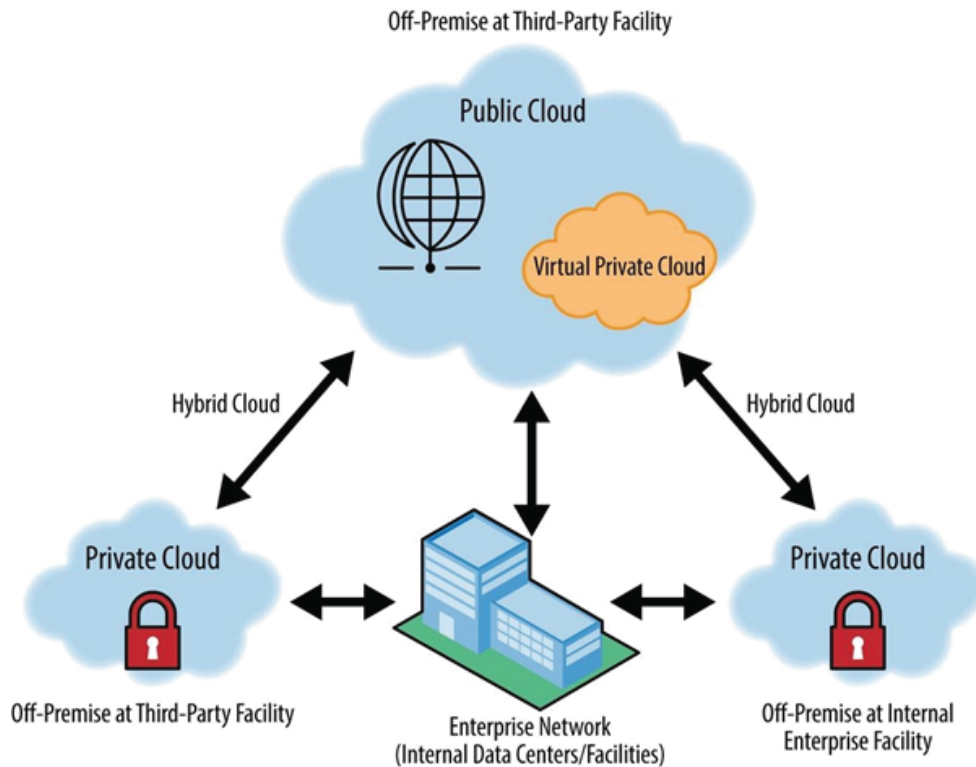 Off-Premise at Third-Party Facility
Public Cloud
Virtual Private Cloud
Hybrid Cloud
Hybrid Cloud
Private Cloud
Private Cloud
Off-Premise at Third-Party Facility
Enterprise Network
(Internal Data Centers/Facilities)
Off-Premise at Internal
Enterprise Facility